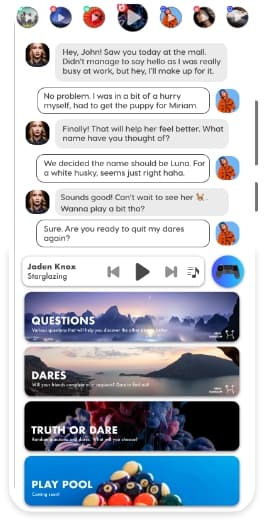 Hey, John! Saw you today at the mall.
Didn't manage to say hello as I was really
busy at work, but hey, I'll make up for it.
No problem. I was in a bit of a hurry
myself, had to get the puppy for Miriam.
Finally! That will help her feel better. What
name have you thought of?
We decided the name should be Luna. For
a white husky, seems just right haha.
Sounds good! Can't wait to see her 🐕.
Wanna play a bit tho?
Sure. Are you ready to quit my dares
again?
Jaden Knox
Starglazing
QUESTIONS
Various questions that will help you discover the other people better
DARES
Will your friends complete your requests? Dare to find out!
TRUTH OR DARE
Random questions and dares. What will you choose?
PLAY POOL
Coming soon!